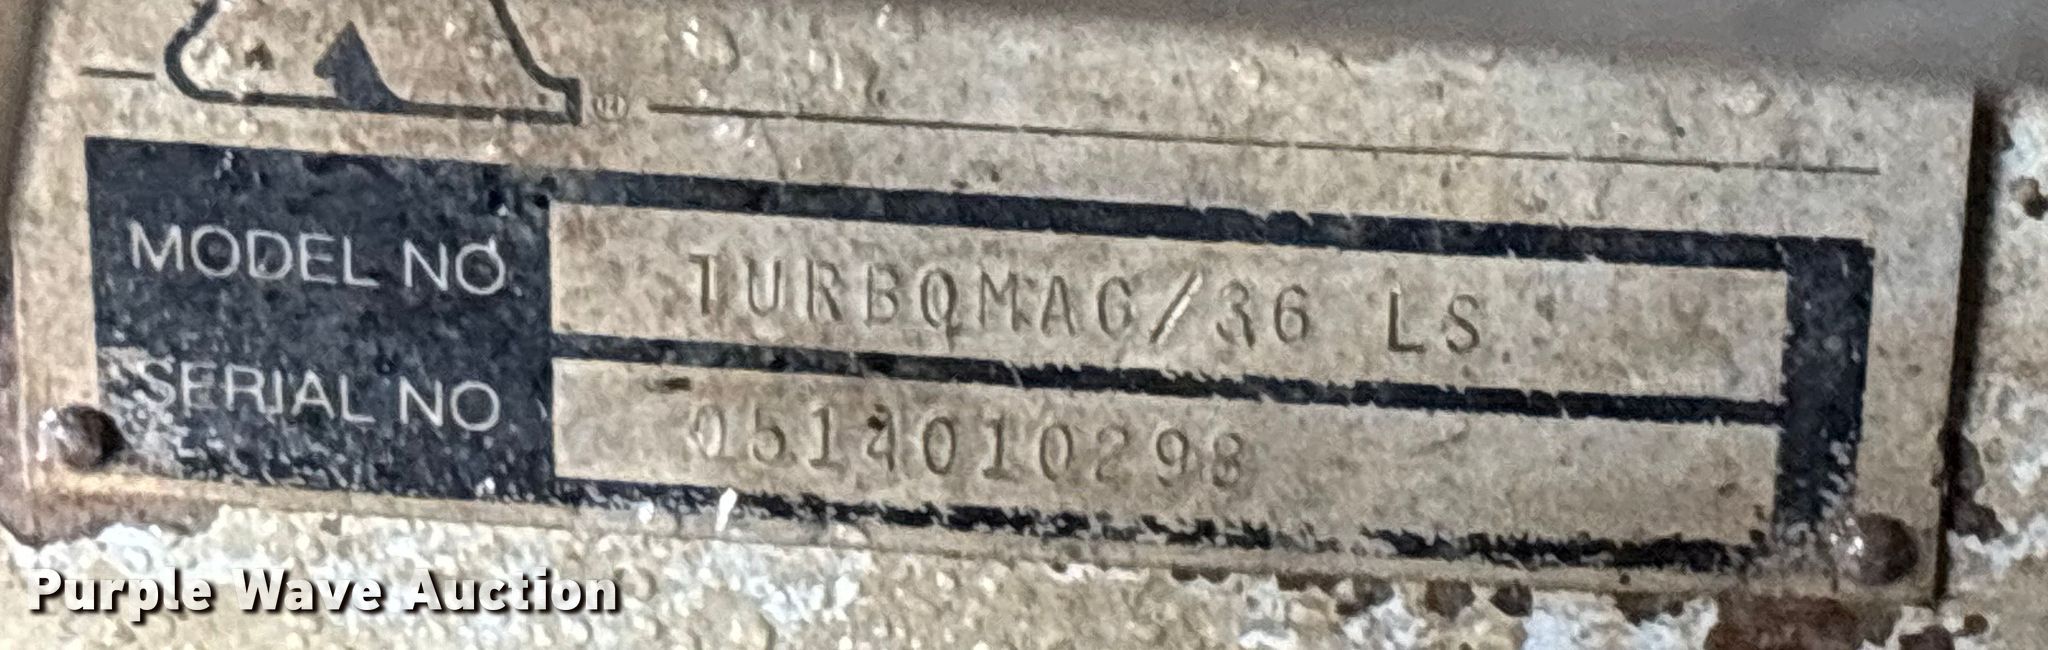 ®
MODEL NO. TURBOMAG/36 LS
SERIAL NO 0514010298
Purple Wave Auction